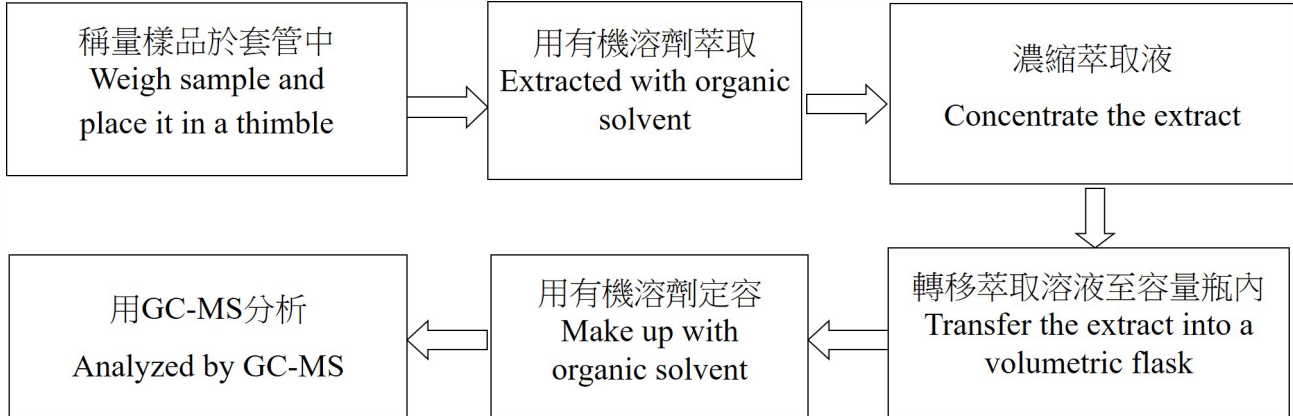 稱量樣品於套管中
Weigh sample and
place it in a thimble
用有機溶劑萃取
Extracted with organic
solvent
濃縮萃取液
Concentrate the extract
轉移萃取溶液至容量瓶內
Transfer the extract into a
volumetric flask
用有機溶劑定容
Make up with
organic solvent
用GC-MS分析
Analyzed by GC-MS